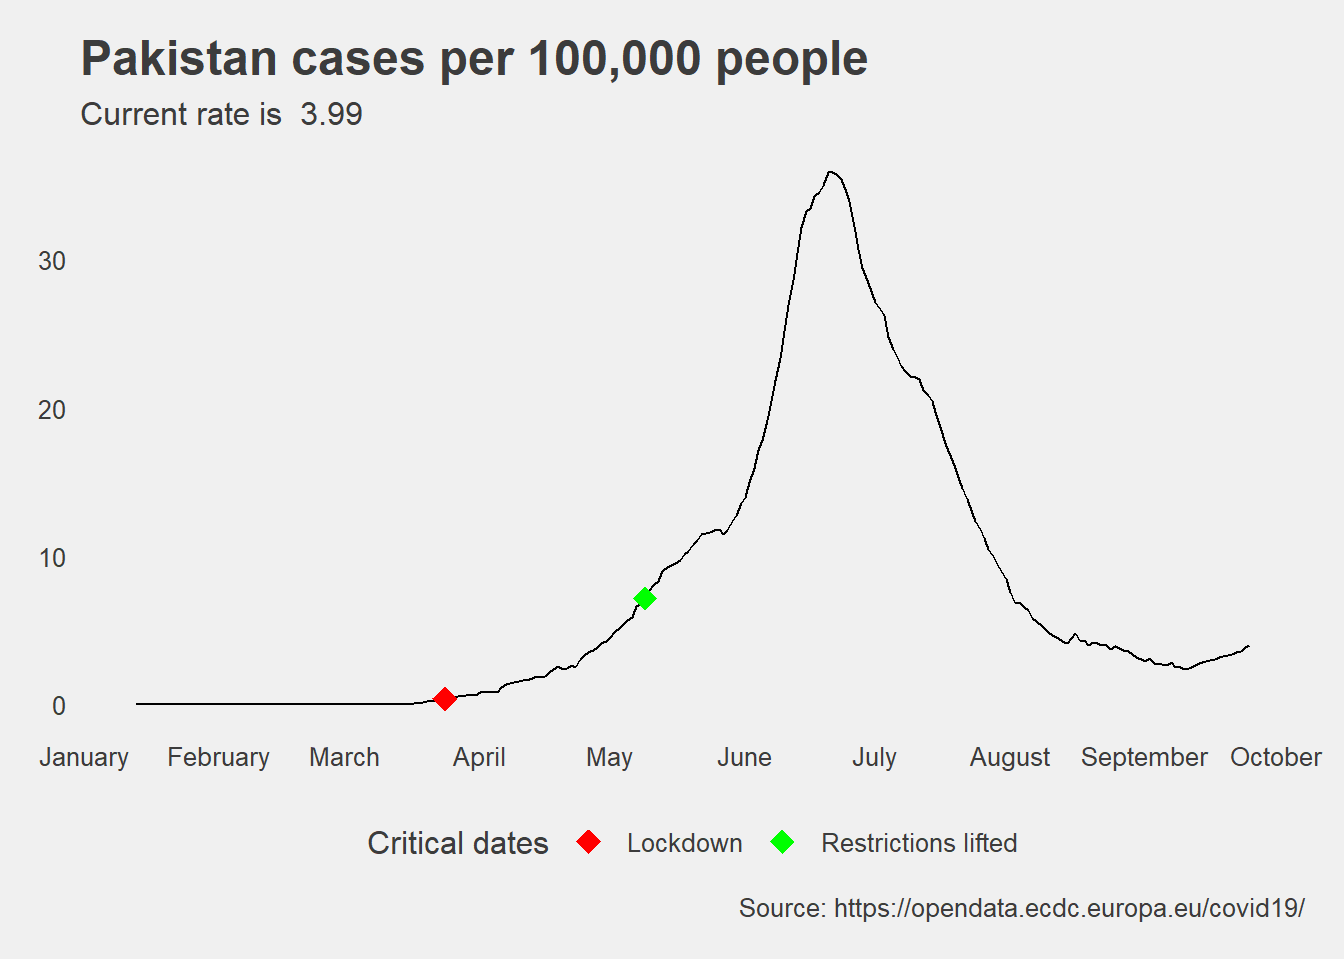 Pakistan cases per 100,000 people
Current rate is  3.99
30
20
10
0
January February March April May June July August September October
Critical dates Lockdown Restrictions lifted
Source: https://opendata.ecdc.europa.eu/covid19/